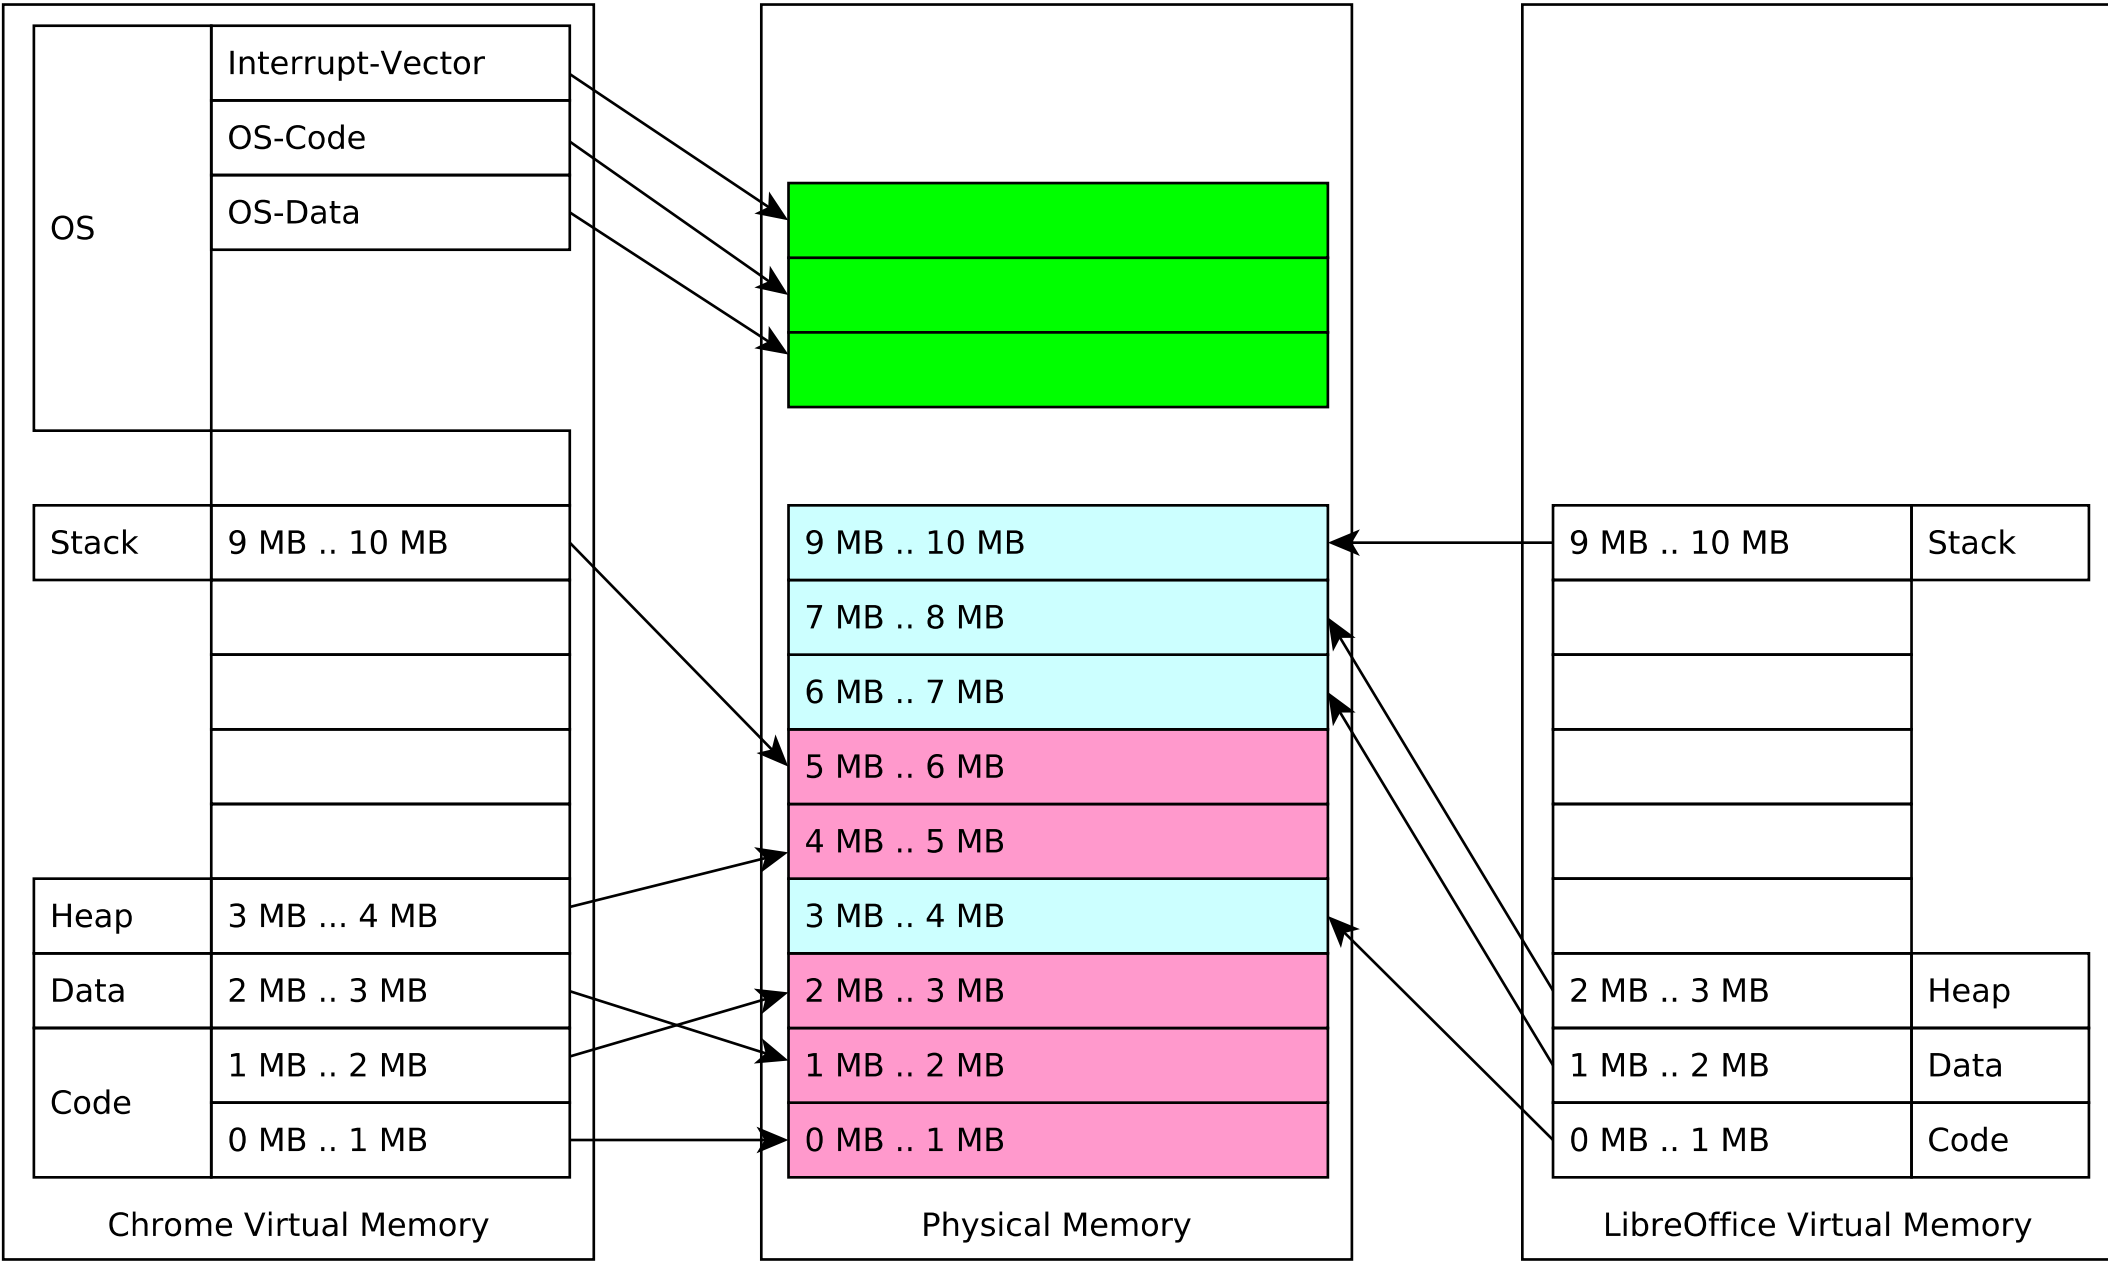 Interrupt-Vector
OS-Code
OS-Data
OS
Stack
9 MB .. 10 MB
Heap
3 MB ... 4 MB
Data
2 MB .. 3 MB
Code
1 MB .. 2 MB
0 MB .. 1 MB
Chrome Virtual Memory
9 MB .. 10 MB
7 MB .. 8 MB
6 MB .. 7 MB
5 MB .. 6 MB
4 MB .. 5 MB
3 MB .. 4 MB
2 MB .. 3 MB
1 MB .. 2 MB
0 MB .. 1 MB
Physical Memory
9 MB .. 10 MB
Stack
2 MB .. 3 MB
Heap
1 MB .. 2 MB
Data
0 MB .. 1 MB
Code
LibreOffice Virtual Memory